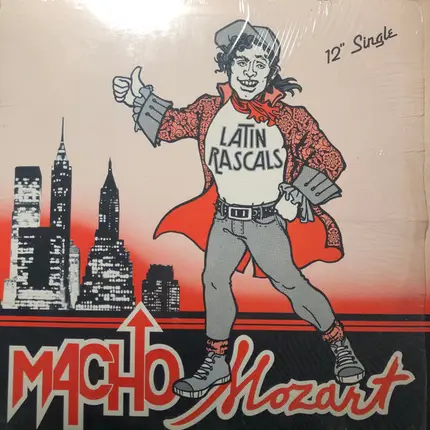 12" Single
LATIN
RASCALS
MACHO Mozart